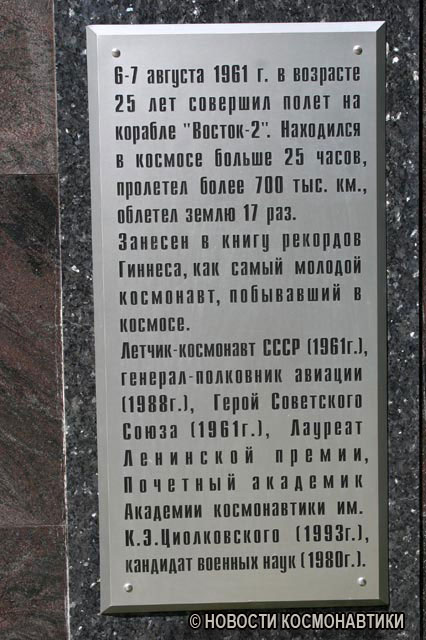 6-7 августа 1961 г. в возрасте
25 лет совершил полет на
корабле "Восток-2". Находился
в космосе больше 25 часов,
пролетел более 700 тыс. км.,
облетел землю 17 раз.
Занесен в книгу рекордов
Гиннеса, как самый молодой
космонавт, побывавший в
космосе.
Летчик-космонавт СССР (1961г.),
генерал-полковник авиации
(1988г.), Герой Советского
Союза (1961г.), Лауреат
Ленинской премии,
Почетный академик
Академии космонавтики им.
К.Э.Циолковского (1993г.),
кандидат военных наук (1980г.).
© НОВОСТИ КОСМОНАВТИКИ